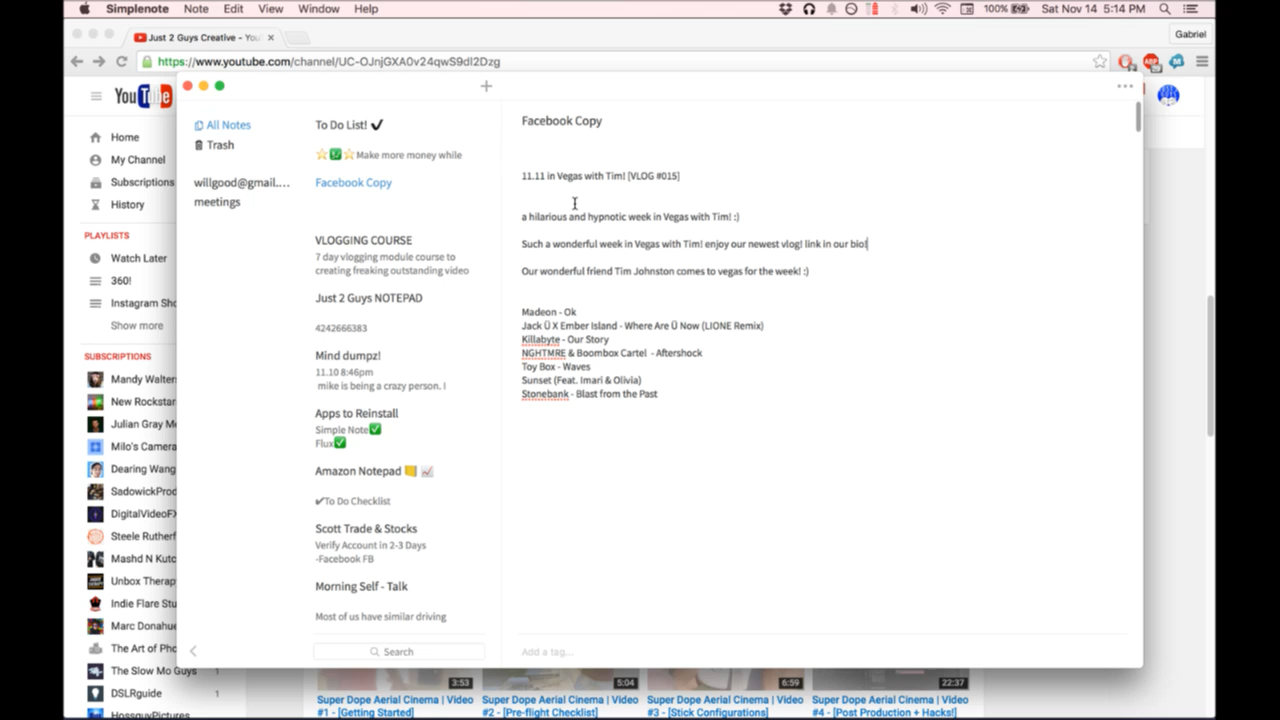 Simplenote Note Edit View Window Help
100% Sat Nov 14 5:14 PM
Just 2 Guys Creative - You
Gabriel
https://www.youtube.com/channel/UC-OJnjGXA0v24qwS9dI2Dzg
YouTube
Home
My Channel
Subscriptions
History
PLAYLISTS
Watch Later
360!
Instagram Sho
Show more
SUBSCRIPTIONS
Mandy Walters
New Rockstar
Julian Gray Me
Milo's Camera
Dearing Wang
SadowickProd
DigitalVideoFX
Steele Rutherf
Mashd N Kutc
Unbox Therap
Indie Flare Stu
Marc Donahue
The Art of Pho
The Slow Mo Guys 1
DSLRguide 1
HossguyPictures
All Notes
Trash
willgood@gmail....
meetings
To Do List! ✔
⭐💵⭐Make more money while
Facebook Copy
VLOGGING COURSE
7 day vlogging module course to
creating freaking outstanding video
Just 2 Guys NOTEPAD
4242666383
Mind dumpz!
11.10 8:46pm
mike is being a crazy person. I
Apps to Reinstall
Simple Note✅
Flux✅
Amazon Notepad 📒 📈
✔To Do Checklist
Scott Trade & Stocks
Verify Account in 2-3 Days
-Facebook FB
Morning Self - Talk
Most of us have similar driving
Search
Facebook Copy
11.11 in Vegas with Tim! [VLOG #015]
a hilarious and hypnotic week in Vegas with Tim! :)
Such a wonderful week in Vegas with Tim! enjoy our newest vlog! link in our bio!
Our wonderful friend Tim Johnston comes to vegas for the week! :)
Madeon - Ok
Jack Ü X Ember Island - Where Are Ü Now (LIONE Remix)
Killabyte - Our Story
NGHTMRE & Boombox Cartel - Aftershock
Toy Box - Waves
Sunset (Feat. Imari & Olivia)
Stonebank - Blast from the Past
Add a tag...
3:53 5:04 6:59 22:37
Super Dope Aerial Cinema | Video
#1 - [Getting Started]
Super Dope Aerial Cinema | Video
#2 - [Pre-flight Checklist]
Super Dope Aerial Cinema | Video
#3 - [Stick Configurations]
Super Dope Aerial Cinema | Video
#4 - [Post Production + Hacks!]